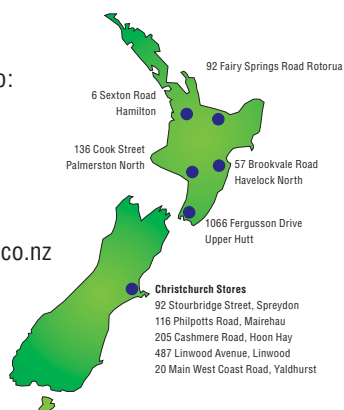 o:
92 Fairy Springs Road Rotorua
6 Sexton Road
Hamilton
136 Cook Street
Palmerston North
57 Brookvale Road
Havelock North
1066 Fergusson Drive
Upper Hutt
co.nz
Christchurch Stores
92 Stourbridge Street, Spreydon
116 Philpotts Road, Mairehau
205 Cashmere Road, Hoon Hay
487 Linwood Avenue, Linwood
20 Main West Coast Road, Yaldhurst